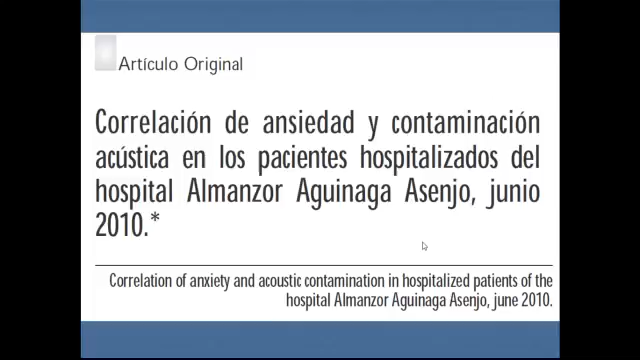 Artículo Original
Correlación de ansiedad y contaminación
acústica en los pacientes hospitalizados del
hospital Almanzor Aguinaga Asenjo, junio
2010.*
Correlation of anxiety and acoustic contamination in hospitalized patients of the
hospital Almanzor Aguinaga Asenjo, june 2010.